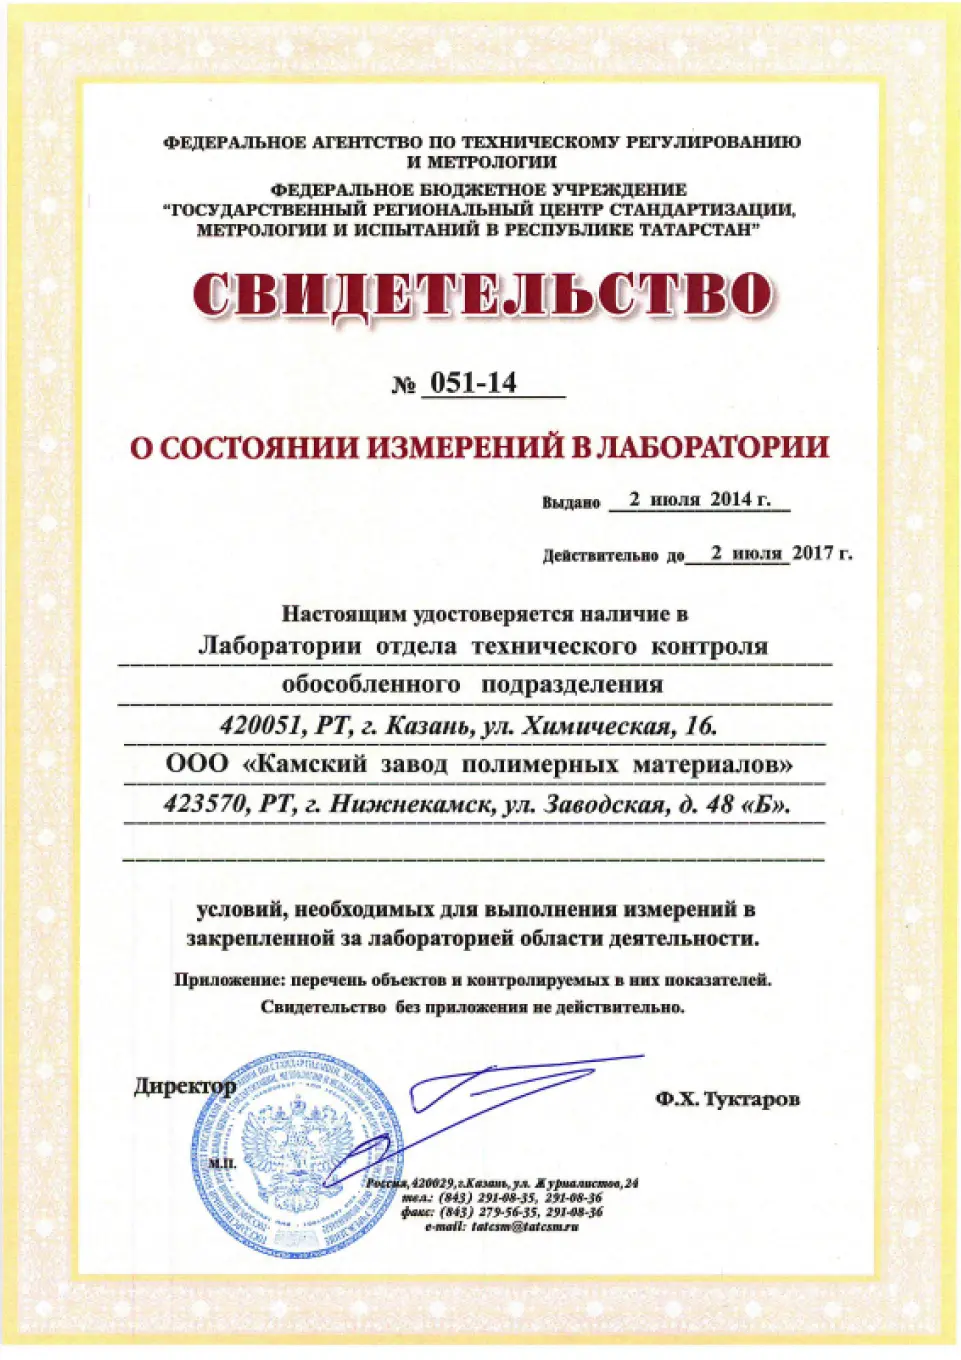 ФЕДЕРАЛЬНОЕ АГЕНТСТВО ПО ТЕХНИЧЕСКОМУ РЕГУЛИРОВАНИЮ
И МЕТРОЛОГИИ
ФЕДЕРАЛЬНОЕ БЮДЖЕТНОЕ УЧРЕЖДЕНИЕ
"ГОСУДАРСТВЕННЫЙ РЕГИОНАЛЬНЫЙ ЦЕНТР СТАНДАРТИЗАЦИИ,
МЕТРОЛОГИИ И ИСПЫТАНИЙ В РЕСПУБЛИКЕ ТАТАРСТАН"
СВИДЕТЕЛЬСТВО
№ 051-14
О СОСТОЯНИИ ИЗМЕРЕНИЙ В ЛАБОРАТОРИИ
Выдано 2 июля 2014 г.
Действительно до 2 июля 2017 г.
Настоящим удостоверяется наличие в
Лаборатории отдела технического контроля
обособленного подразделения
420051, РТ, г. Казань, ул. Химическая, 16.
ООО «Камский завод полимерных материалов»
423570, РТ, г. Нижнекамск, ул. Заводская, д. 48 «Б».
условий, необходимых для выполнения измерений в
закрепленной за лабораторией области деятельности.
Приложение: перечень объектов и контролируемых в них показателей.
Свидетельство без приложения не действительно.
Директор
Ф.Х. Туктаров
М.П.
Россия, 420029, г.Казань, ул. Журналистов, 24
тел.: (843) 291-08-35, 291-08-36
факс: (843) 279-56-35, 291-08-36
e-mail: tatcsm@tatcsm.ru